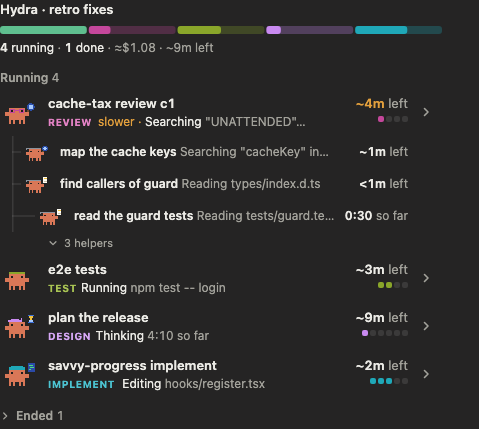 Hydra · retro fixes
4 running · 1 done · ≈$1.08 · ~9m left
Running 4
cache-tax review c1 ~4m left
REVIEW slower · Searching "UNATTENDED"…
map the cache keys Searching "cacheKey" in… ~1m left
find callers of guard Reading types/index.d.ts <1m left
read the guard tests Reading tests/guard.te… 0:30 so far
3 helpers
e2e tests ~3m left
TEST Running npm test -- login
plan the release ~9m left
DESIGN Thinking 4:10 so far
savvy-progress implement ~2m left
IMPLEMENT Editing hooks/register.tsx
Ended 1